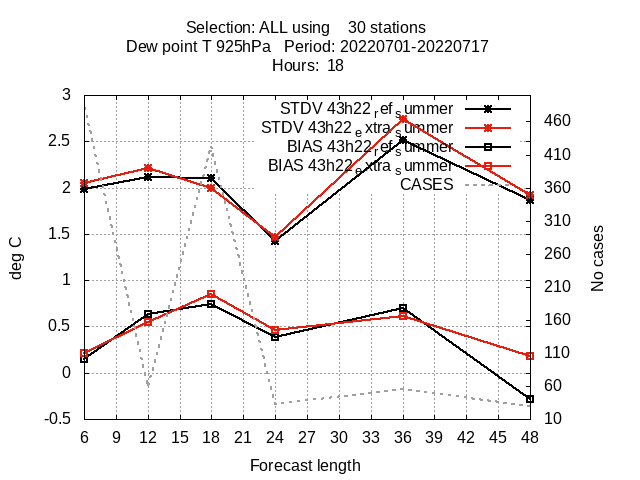 Selection: ALL using 30 stations
Dew point T 925hPa Period: 20220701-20220717
Hours: 18
STDV 43h22_ref_summer
STDV 43h22_extra_summer
BIAS 43h22_ref_summer
BIAS 43h22_extra_summer
CASES
3
2.5
2
1.5
1
0.5
0
-0.5
deg C
460
410
360
310
260
210
160
110
60
10
No cases
6 9 12 15 18 21 24 27 30 33 36 39 42 45 48
Forecast length